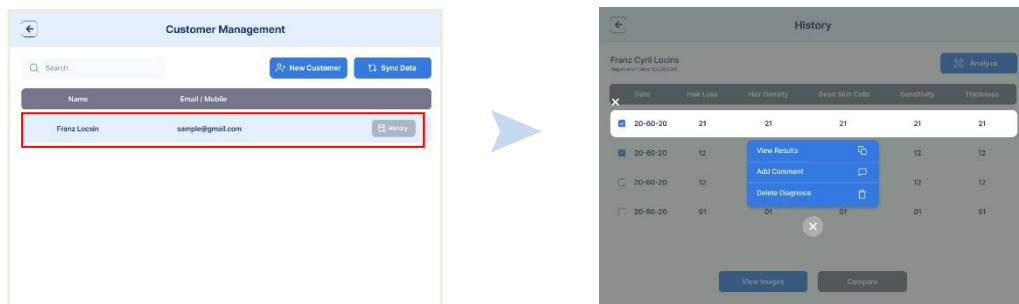 Customer Management
Search
New Customer
Sync Data
Name Email / Mobile
Franz Locsin sample@gmail.com History
History
Franz Cyril Locins
Analyze
Date Hair Loss Hair Density Dead Skin Cells Sensitivity Thickness
20-60-20 21 21 21 21 21
20-60-20 12 12 12
View Results
Add Comment
20-60-20 12 12 12
Delete Diagnosis
20-60-20 01 01 01 01 01
View Images Compare